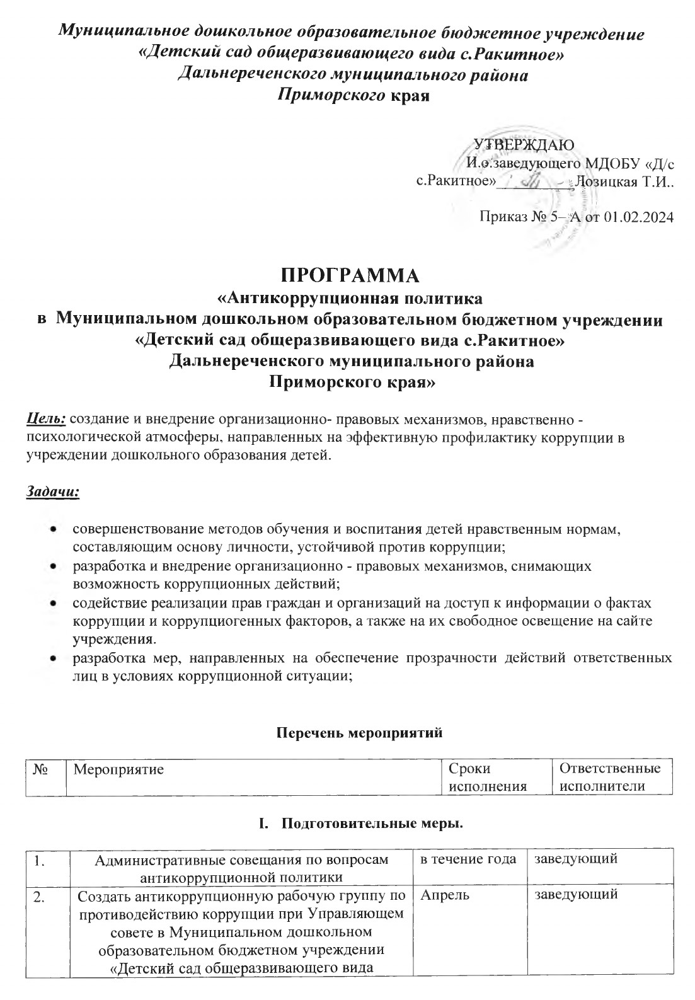 Муниципальное дошкольное образовательное бюджетное учреждение
«Детский сад общеразвивающего вида с.Ракитное»
Дальнереченского муниципального района
Приморского края
УТВЕРЖДАЮ
И.о.заведующего МДОБУ «Д/с
с.Ракитное»__________Лозицкая Т.И..
Приказ № 5– А от 01.02.2024
ПРОГРАММА
«Антикоррупционная политика
в Муниципальном дошкольном образовательном бюджетном учреждении
«Детский сад общеразвивающего вида с.Ракитное»
Дальнереченского муниципального района
Приморского края»
Цель: создание и внедрение организационно- правовых механизмов, нравственно -
психологической атмосферы, направленных на эффективную профилактику коррупции в
учреждении дошкольного образования детей.
Задачи:
• совершенствование методов обучения и воспитания детей нравственным нормам,
составляющим основу личности, устойчивой против коррупции;
• разработка и внедрение организационно - правовых механизмов, снимающих
возможность коррупционных действий;
• содействие реализации прав граждан и организаций на доступ к информации о фактах
коррупции и коррупциогенных факторов, а также на их свободное освещение на сайте
учреждения.
• разработка мер, направленных на обеспечение прозрачности действий ответственных
лиц в условиях коррупционной ситуации;
Перечень мероприятий
№ Мероприятие Сроки Ответственные
исполнения исполнители
I. Подготовительные меры.
1. Административные совещания по вопросам в течение года заведующий
антикоррупционной политики
2. Создать антикоррупционную рабочую группу по Апрель заведующий
противодействию коррупции при Управляющем
совете в Муниципальном дошкольном
образовательном бюджетном учреждении
«Детский сад общеразвивающего вида